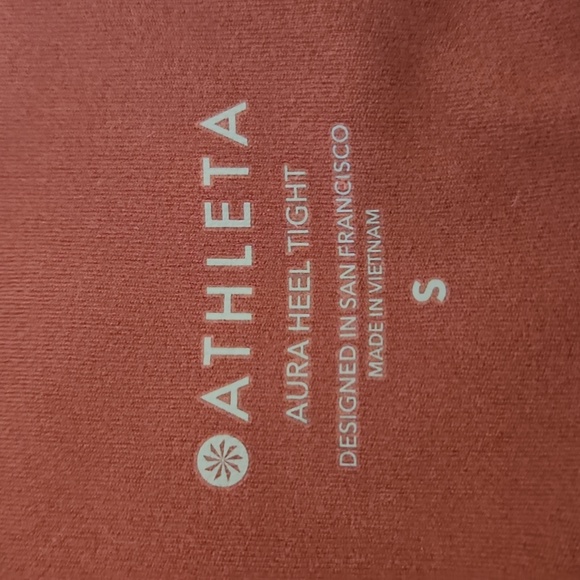 ATHLETA
AURA HEEL TIGHT
DESIGNED IN SAN FRANCISCO
MADE IN VIETNAM
S